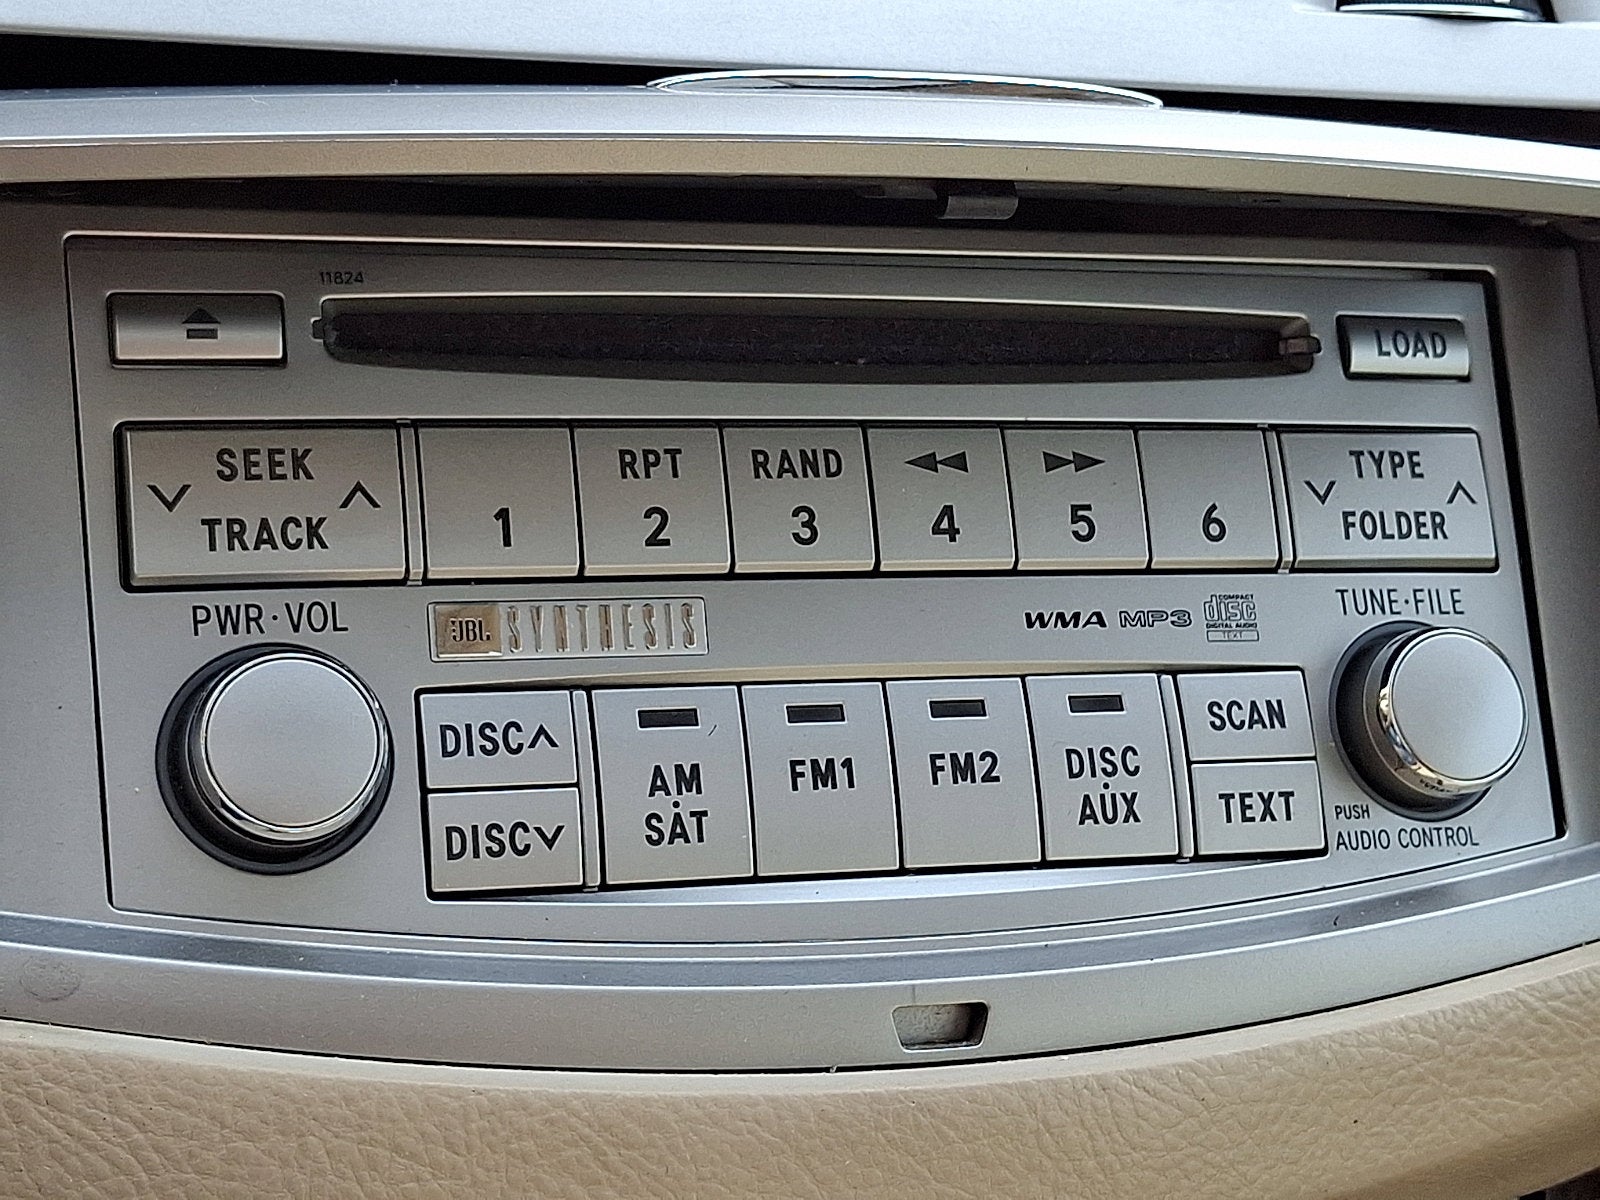 11824
LOAD
SEEK
TRACK
1
RPT
2
RAND
3
4
5
6
TYPE
FOLDER
PWR·VOL
JBL SYNTHESIS
WMA MP3
COMPACT
disc
DIGITAL AUDIO
TEXT
TUNE·FILE
DISC
DISC
AM
SAT
FM1
FM2
DISC
AUX
SCAN
TEXT
PUSH
AUDIO CONTROL